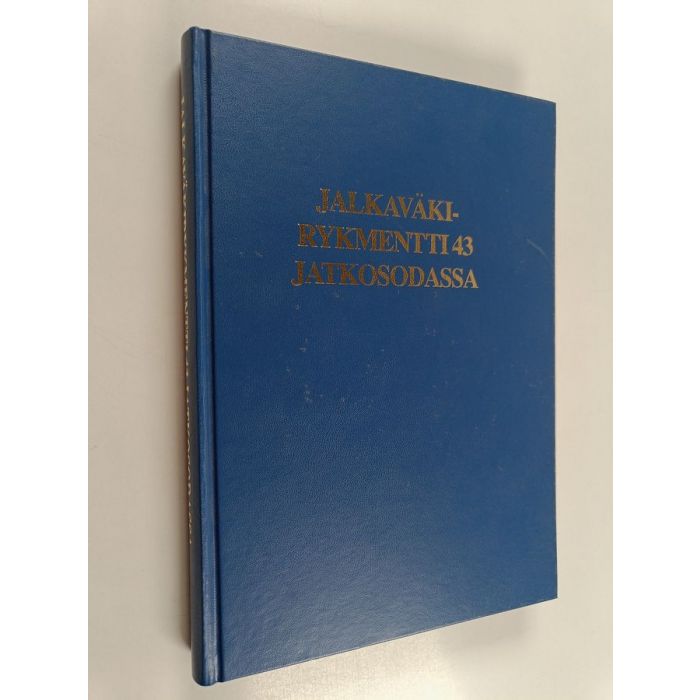 JALKAVÄKI-
RYKMENTTI 43
JATKOSODASSA